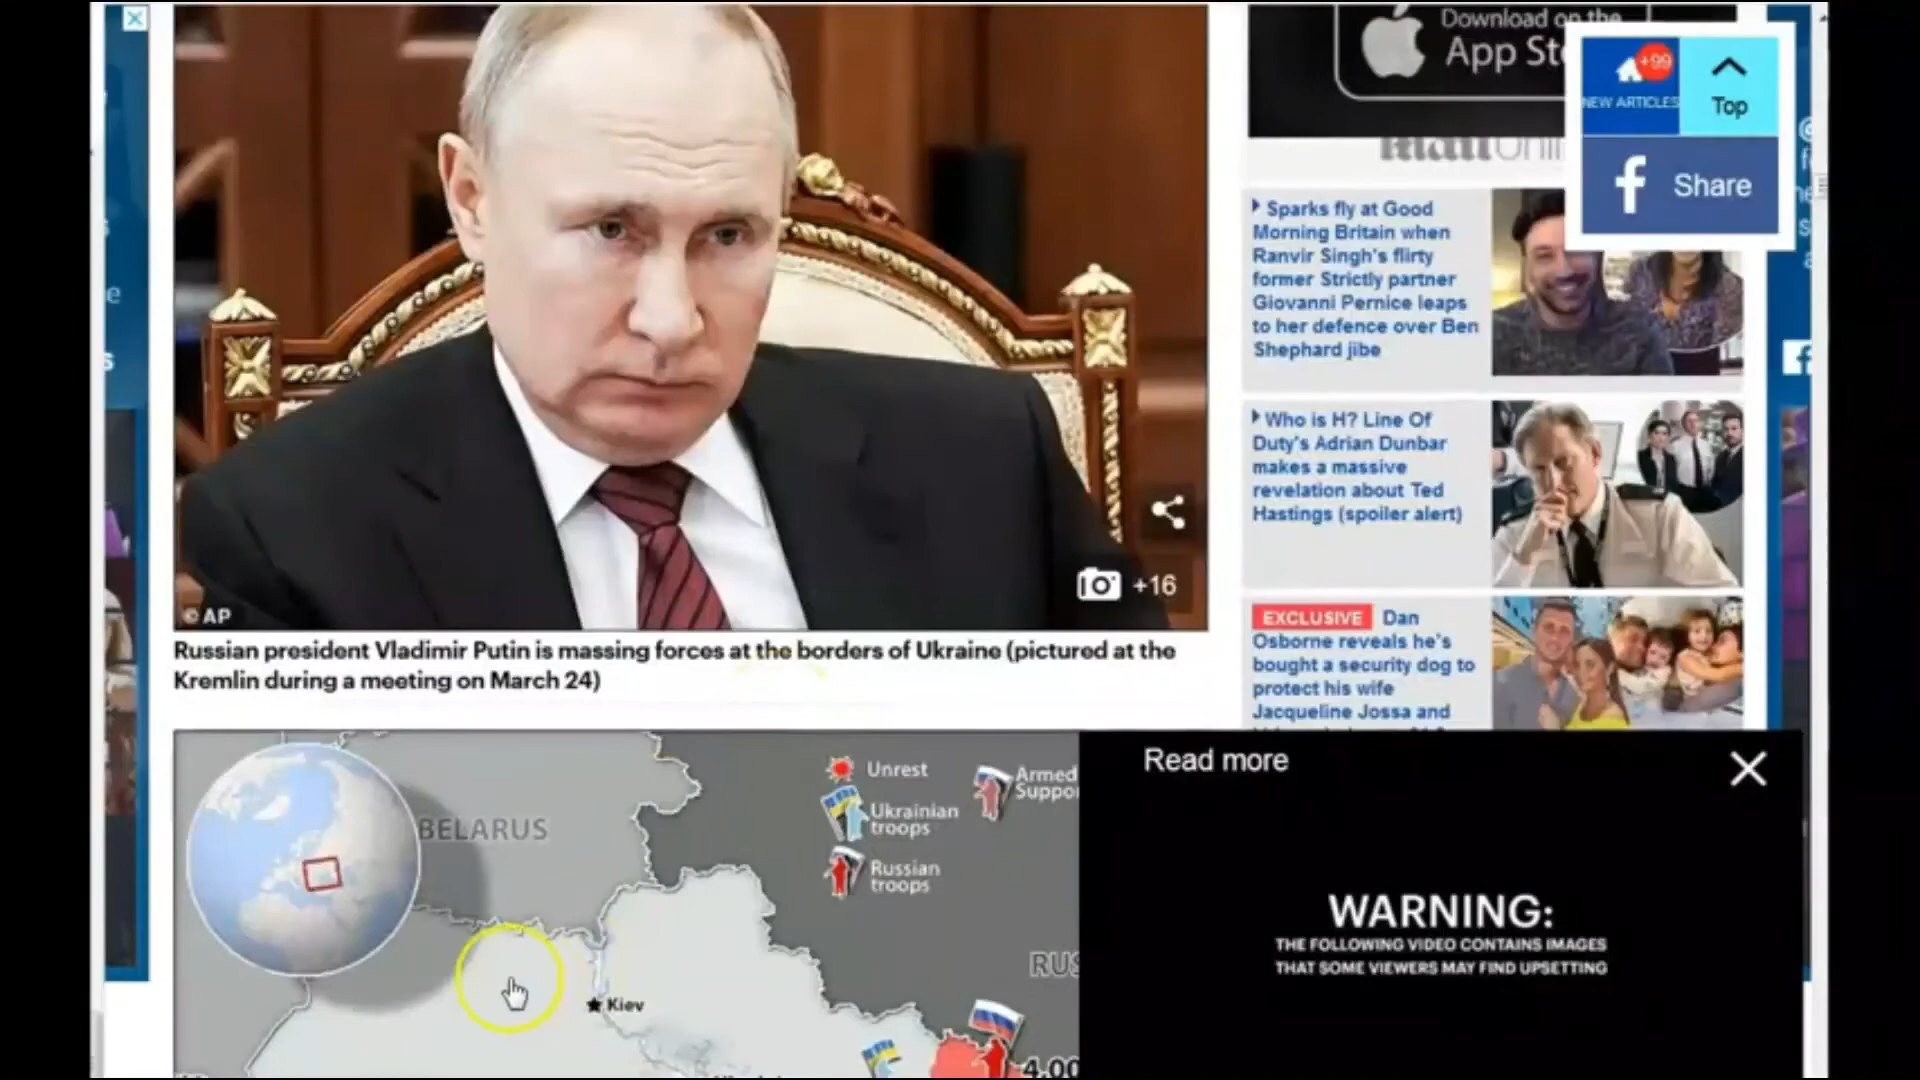 © AP
+16
Russian president Vladimir Putin is massing forces at the borders of Ukraine (pictured at the
Kremlin during a meeting on March 24)
BELARUS
Unrest
Ukrainian
troops
Russian
troops
Armed
Kiev
4,00
Download on the
App
+99
NEW ARTICLES
Top
Share
Sparks fly at Good
Morning Britain when
Ranvir Singh's flirty
former Strictly partner
Giovanni Pernice leaps
to her defence over Ben
Shephard jibe
Who is H? Line Of
Duty's Adrian Dunbar
makes a massive
revelation about Ted
Hastings (spoiler alert)
EXCLUSIVE Dan
Osborne reveals he's
bought a security dog to
protect his wife
Jacqueline Jossa and
Read more
WARNING:
THE FOLLOWING VIDEO CONTAINS IMAGES
THAT SOME VIEWERS MAY FIND UPSETTING